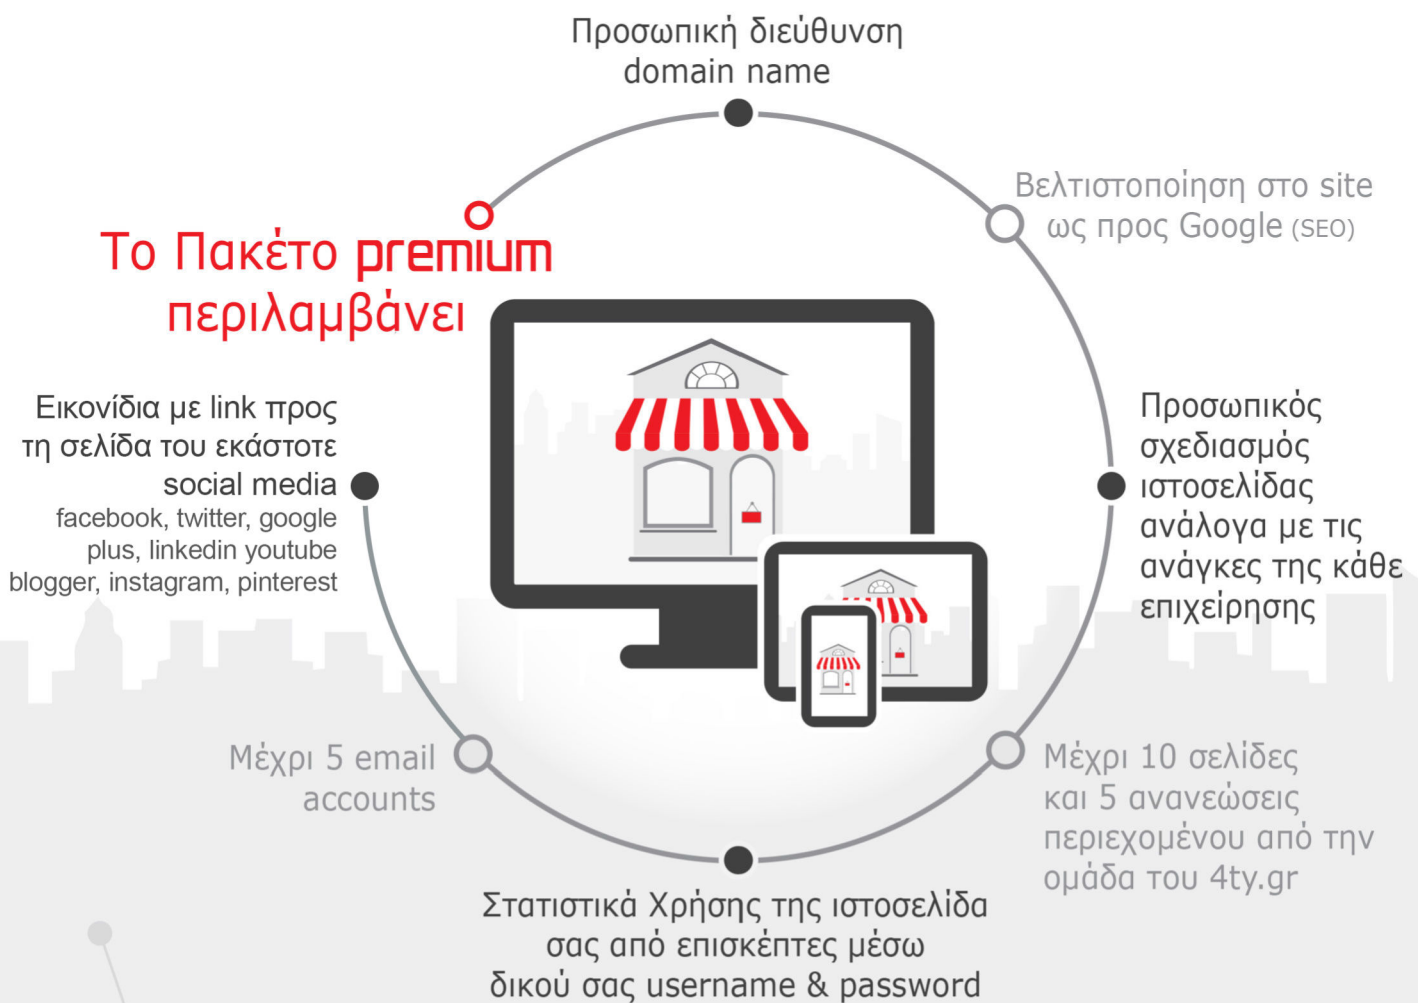 Το Πακέτο premium
περιλαμβάνει
Προσωπική διεύθυνση
domain name
Βελτιστοποίηση στο site
ως προς Google (SEO)
Προσωπικός
σχεδιασμός
ιστοσελίδας
ανάλογα με τις
ανάγκες της κάθε
επιχείρησης
Μέχρι 10 σελίδες
και 5 ανανεώσεις
περιεχομένου από την
ομάδα του 4ty.gr
Στατιστικά Χρήσης της ιστοσελίδα
σας από επισκέπτες μέσω
δικού σας username & password
Μέχρι 5 email
accounts
Εικονίδια με link προς
τη σελίδα του εκάστοτε
social media
facebook, twitter, google
plus, linkedin youtube
blogger, instagram, pinterest